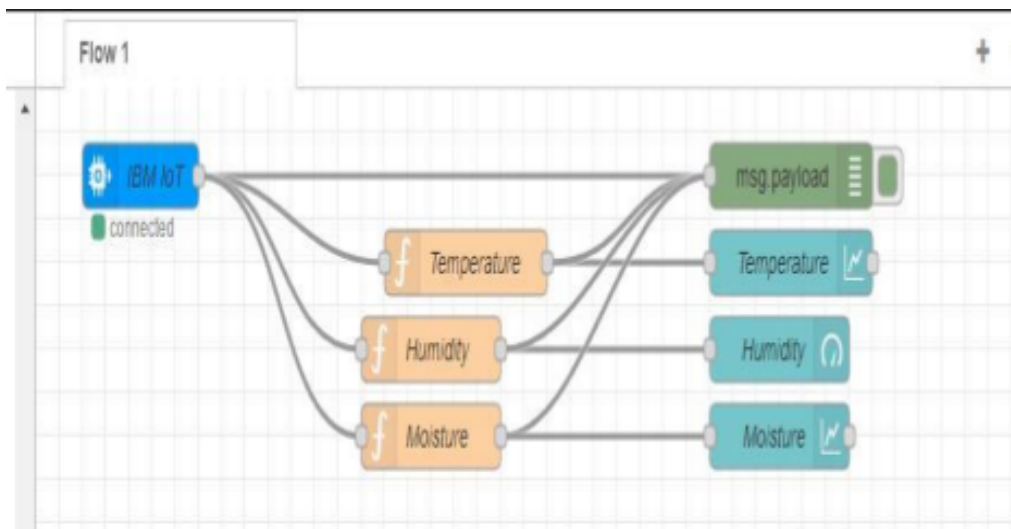 Flow 1
IBM IoT
msg.payload
connected
Temperature
Temperature
Humidity
Humidity
Moisture
Moisture